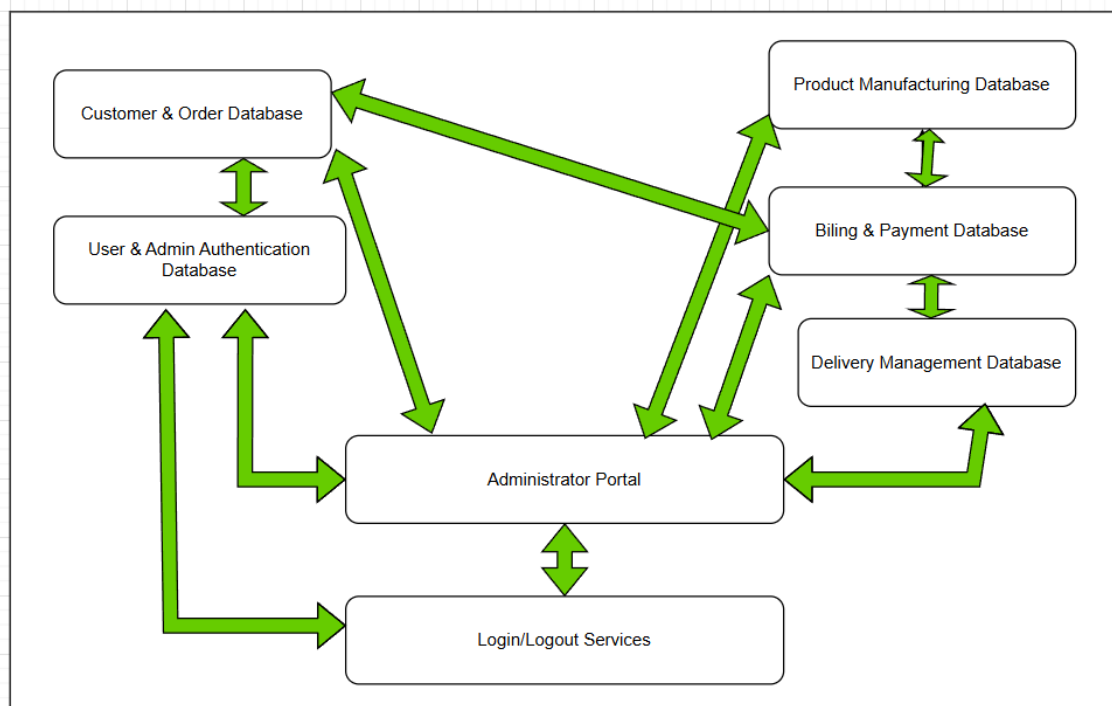 Customer & Order Database
Product Manufacturing Database
User & Admin Authentication
Database
Biling & Payment Database
Delivery Management Database
Administrator Portal
Login/Logout Services